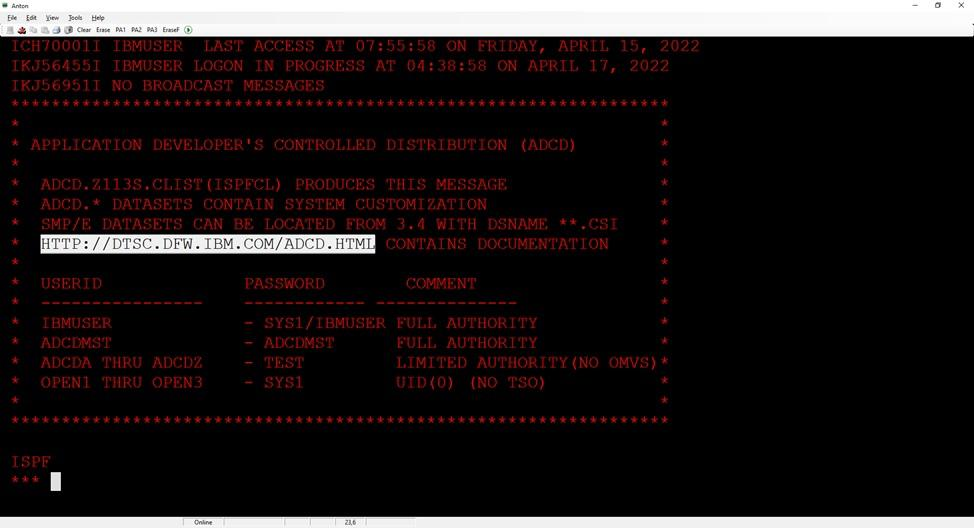 Anton
File Edit View Tools Help
Clear Erase PA1 PA2 PA3 EraseF
ICH70001I IBMUSER  LAST ACCESS AT 07:55:58 ON FRIDAY, APRIL 15, 2022
IKJ56455I IBMUSER LOGON IN PROGRESS AT 04:38:58 ON APRIL 17, 2022
IKJ56951I NO BROADCAST MESSAGES
*****************************************************************
*                                                               *
* APPLICATION DEVELOPER'S CONTROLLED DISTRIBUTION (ADCD)        *
*                                                               *
*  ADCD.Z113S.CLIST(ISPFCL) PRODUCES THIS MESSAGE               *
*  ADCD.* DATASETS CONTAIN SYSTEM CUSTOMIZATION                 *
*  SMP/E DATASETS CAN BE LOCATED FROM 3.4 WITH DSNAME **.CSI    *
*  HTTP://DTSC.DFW.IBM.COM/ADCD.HTML CONTAINS DOCUMENTATION     *
*                                                               *
*  USERID              PASSWORD        COMMENT                  *
*  ----------------    ------------ --------------              *
*  IBMUSER             - SYS1/IBMUSER FULL AUTHORITY            *
*  ADCDMST             - ADCDMST      FULL AUTHORITY            *
*  ADCDA THRU ADCDZ    - TEST         LIMITED AUTHORITY(NO OMVS)*
*  OPEN1 THRU OPEN3    - SYS1         UID(0) (NO TSO)           *
*                                                               *
*****************************************************************
ISPF
***
Online 23,6